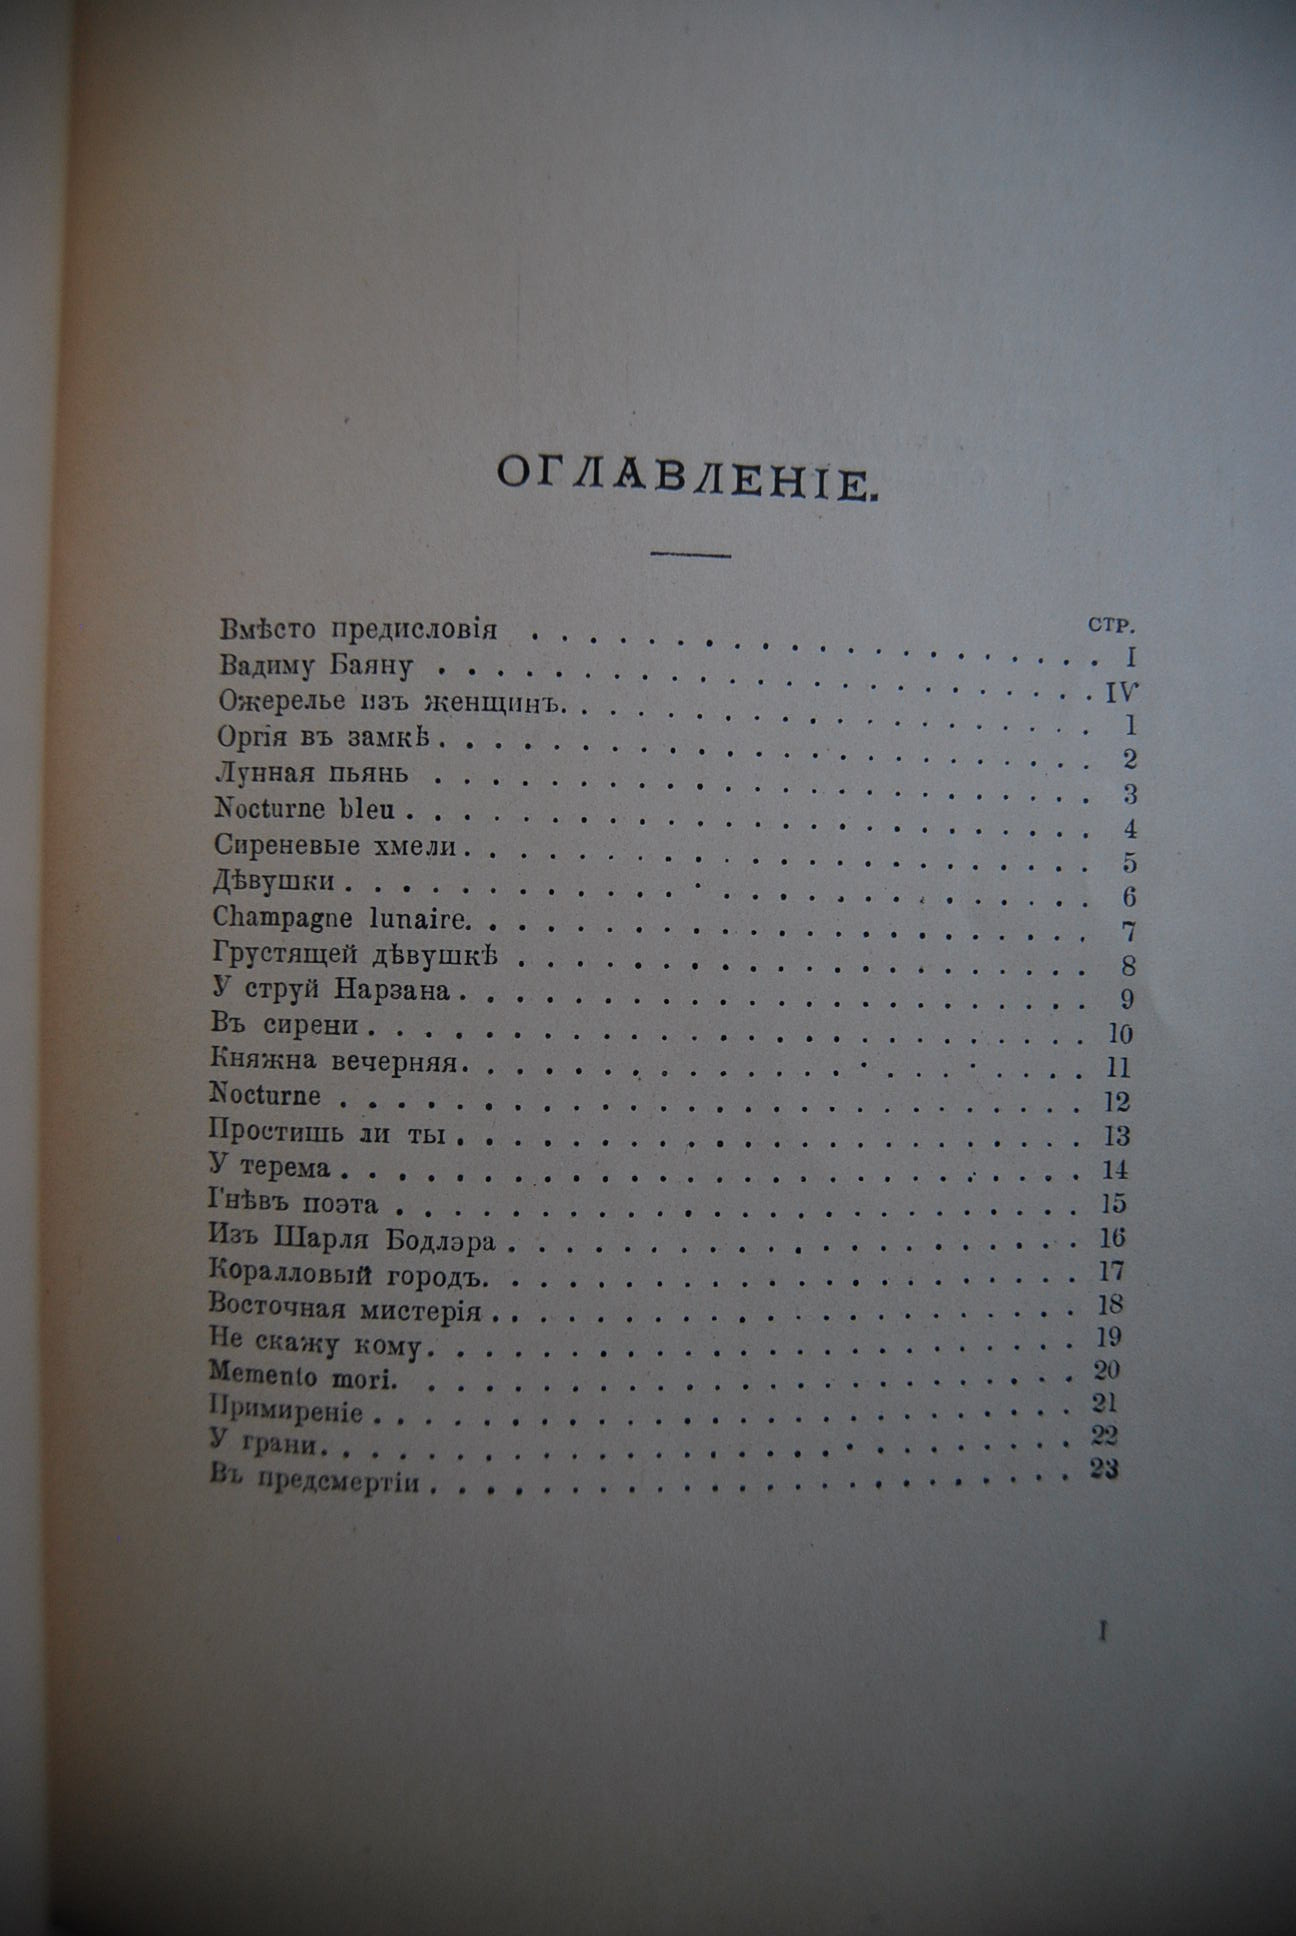 ОГЛАВЛЕНІЕ.
СТР.
Вмѣсто предисловія . . . . . . . . . . . . . . . . . . . . I
Вадиму Баяну . . . . . . . . . . . . . . . . . . . . . . . IV
Ожерелье изъ женщинъ. . . . . . . . . . . . . . . . . . . 1
Оргія въ замкѣ . . . . . . . . . . . . . . . . . . . . . . . 2
Лунная пьянь . . . . . . . . . . . . . . . . . . . . . . . 3
Nocturne bleu . . . . . . . . . . . . . . . . . . . . . . . . 4
Сиреневые хмели . . . . . . . . . . . . . . . . . . . . . . 5
Дѣвушки . . . . . . . . . . . . . . . . . . . . . . . . . . 6
Champagne lunaire. . . . . . . . . . . . . . . . . . . . . . 7
Грустящей дѣвушкѣ . . . . . . . . . . . . . . . . . . . . 8
У струй Нарзана . . . . . . . . . . . . . . . . . . . . . . 9
Въ сирени . . . . . . . . . . . . . . . . . . . . . . . . . 10
Княжна вечерняя. . . . . . . . . . . . . . . . . . . . . . 11
Nocturne . . . . . . . . . . . . . . . . . . . . . . . . . . 12
Простишь ли ты . . . . . . . . . . . . . . . . . . . . . . 13
У терема . . . . . . . . . . . . . . . . . . . . . . . . . . 14
Гнѣвъ поэта . . . . . . . . . . . . . . . . . . . . . . . . 15
Изъ Шарля Бодлэра . . . . . . . . . . . . . . . . . . . . 16
Коралловый городъ. . . . . . . . . . . . . . . . . . . . . 17
Восточная мистерія . . . . . . . . . . . . . . . . . . . . . 18
Не скажу кому . . . . . . . . . . . . . . . . . . . . . . . 19
Memento mori. . . . . . . . . . . . . . . . . . . . . . . . 20
Примиреніе . . . . . . . . . . . . . . . . . . . . . . . . . 21
У грани . . . . . . . . . . . . . . . . . . . . . . . . . . . 22
Въ предсмертіи . . . . . . . . . . . . . . . . . . . . . . . 23
I